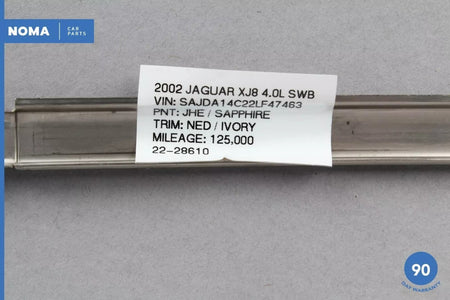 NOMA CAR PARTS
2002 JAGUAR XJ8 4.0L SWB
VIN: SAJDA14C22LF47463
PNT: JHE / SAPPHIRE
TRIM: NED / IVORY
MILEAGE: 125,000
22-28610
90
DAY WARRANTY